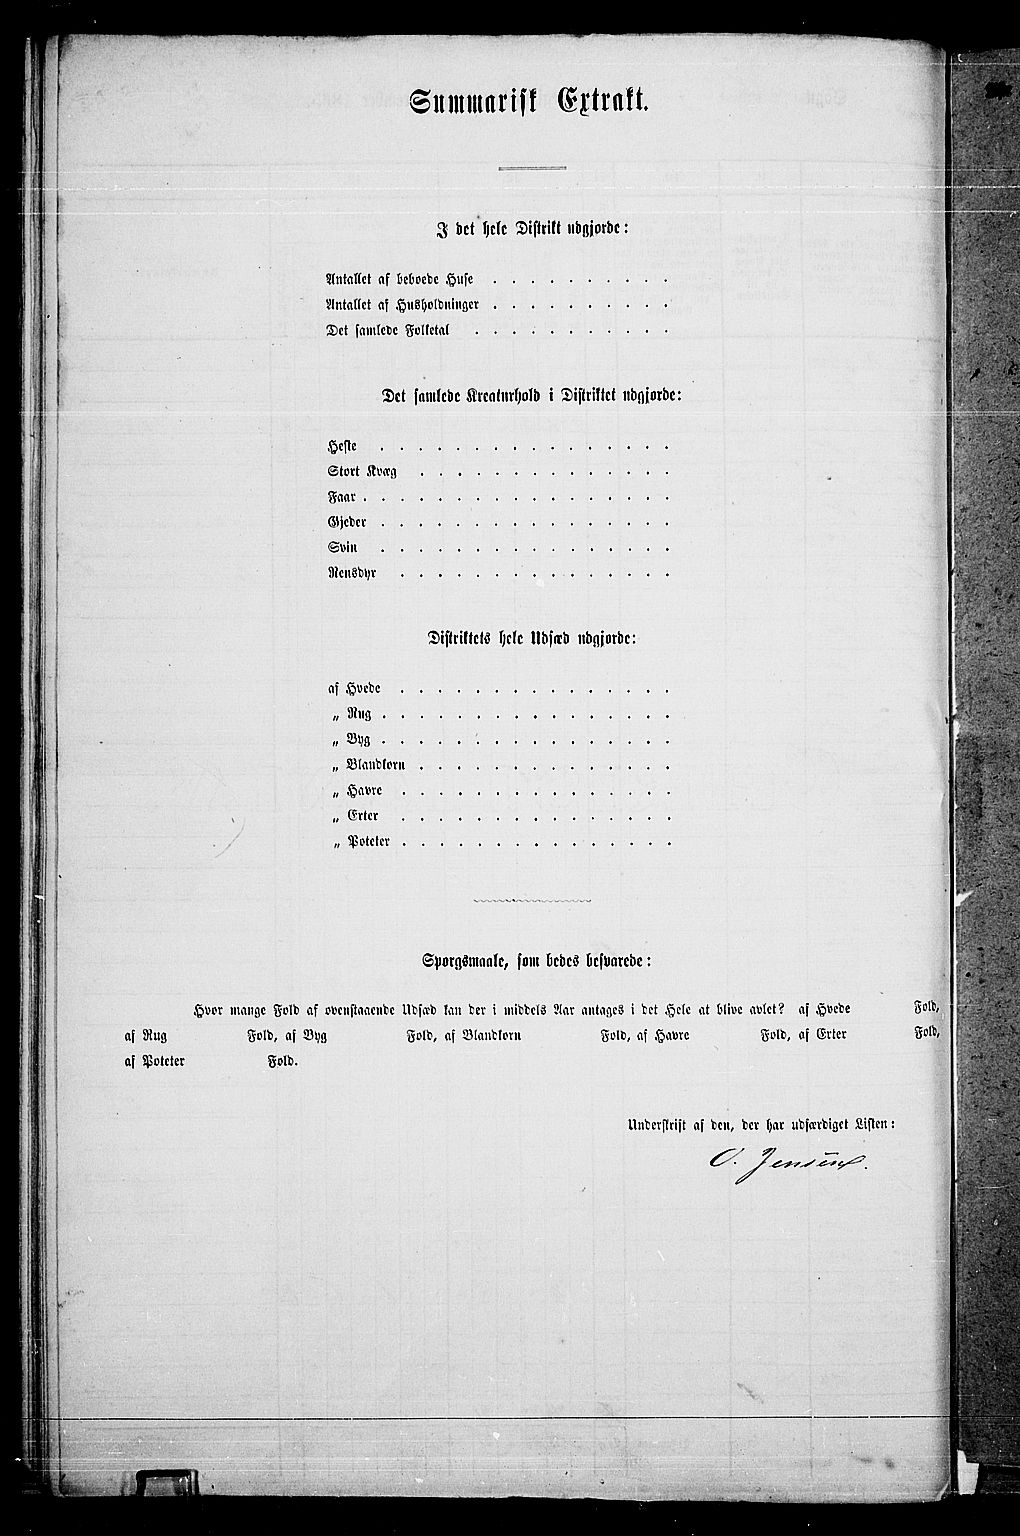 Summarisk Extrakt.
I det hele Distrikt udgjorde:
Antallet af beboede Huse . . . . . . . . . .
Antallet af Husholdninger . . . . . . . . . .
Det samlede Folketal . . . . . . . . . . .
Det samlede Kreaturhold i Distriktet udgjorde:
Heste . . . . . . . . . . . . . . . .
Stort Kvæg . . . . . . . . . . . . . .
Faar . . . . . . . . . . . . . . . . .
Gjeder . . . . . . . . . . . . . . . .
Svin . . . . . . . . . . . . . . . .
Rensdyr . . . . . . . . . . . . . . .
Distriktets hele Udsæd udgjorde:
af Hvede . . . . . . . . . . . . . . .
„ Rug . . . . . . . . . . . . . . . .
„ Byg . . . . . . . . . . . . . . . .
„ Blandkorn . . . . . . . . . . . . . .
„ Havre . . . . . . . . . . . . . . .
„ Erter . . . . . . . . . . . . . . .
„ Poteter . . . . . . . . . . . . . . .
Sporgsmaale, som bedes besvarede:
Hvor mange Fold af ovenstaaende Udsæd kan der i middels Aar antages i det Hele at blive avlet? af Hvede Fold,
af Rug Fold, af Byg Fold, af Blandkorn Fold, af Havre Fold, af Erter Fold,
af Poteter Fold.
Underskrift af den, der har udfærdiget Listen:
O. Jensen.